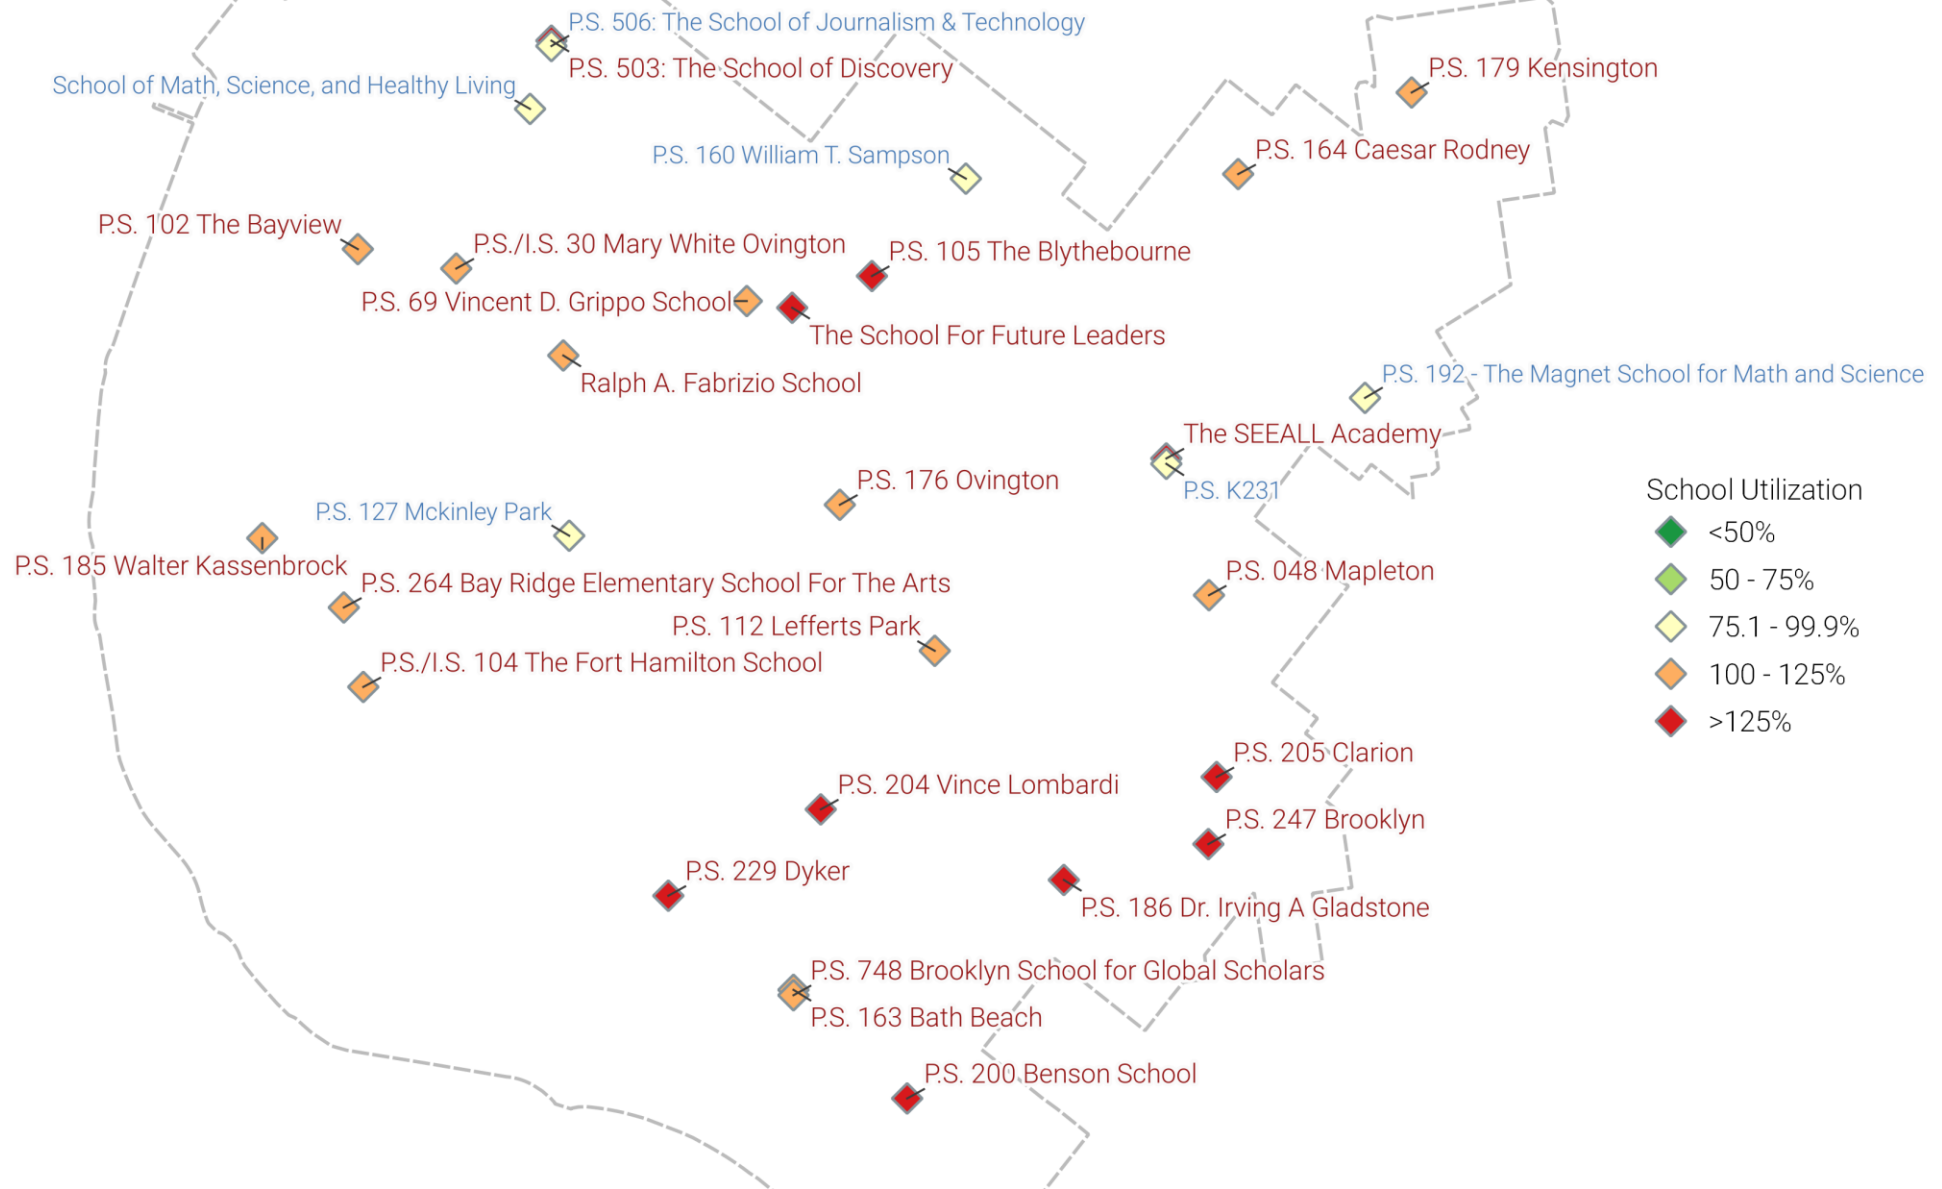 P.S. 506: The School of Journalism & Technology
P.S. 503: The School of Discovery
P.S. 179 Kensington
School of Math, Science, and Healthy Living
P.S. 164 Caesar Rodney
P.S. 160 William T. Sampson
P.S. 102 The Bayview
P.S./I.S. 30 Mary White Ovington
P.S. 105 The Blythebourne
P.S. 69 Vincent D. Grippo School
The School For Future Leaders
Ralph A. Fabrizio School
P.S. 192 - The Magnet School for Math and Science
The SEEALL Academy
P.S. K231
P.S. 176 Ovington
P.S. 127 Mckinley Park
P.S. 185 Walter Kassenbrock
P.S. 264 Bay Ridge Elementary School For The Arts
P.S. 048 Mapleton
P.S. 112 Lefferts Park
P.S./I.S. 104 The Fort Hamilton School
P.S. 205 Clarion
P.S. 204 Vince Lombardi
P.S. 247 Brooklyn
P.S. 229 Dyker
P.S. 186 Dr. Irving A Gladstone
P.S. 748 Brooklyn School for Global Scholars
P.S. 163 Bath Beach
P.S. 200 Benson School
School Utilization
<50%
50 - 75%
75.1 - 99.9%
100 - 125%
>125%